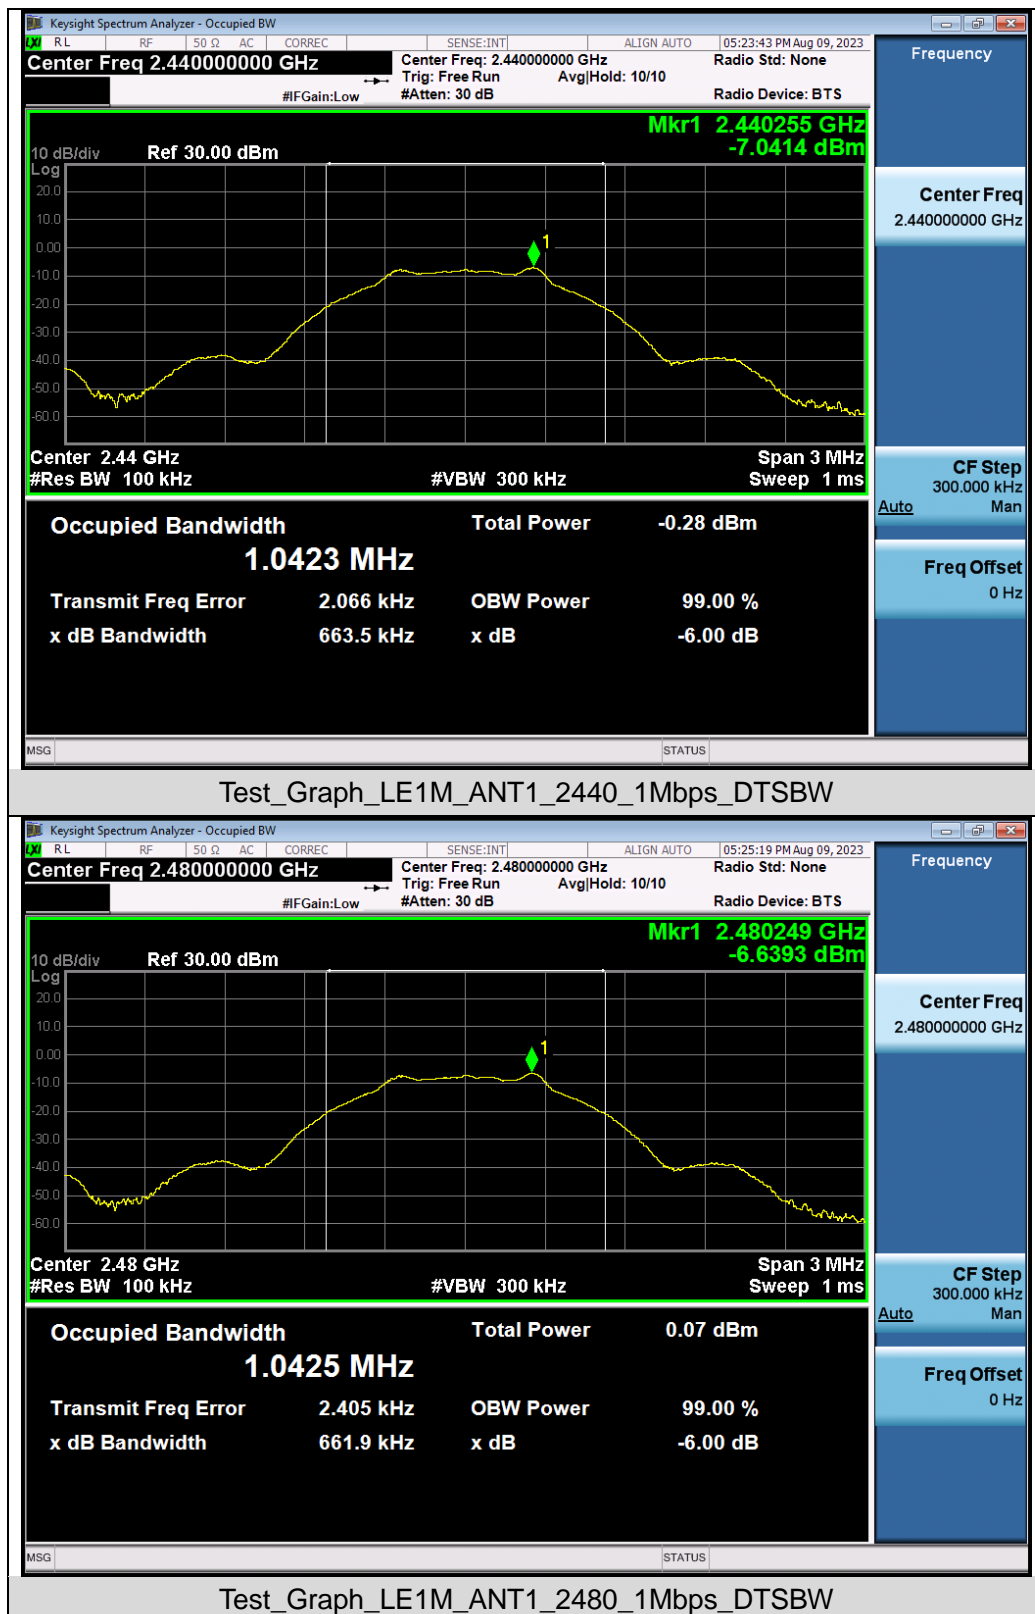 Keysight Spectrum Analyzer - Occupied BW
LXI RL RF 50 Ω AC CORREC SENSE:INT ALIGN AUTO 05:23:43 PM Aug 09, 2023
Center Freq 2.440000000 GHz
Center Freq: 2.440000000 GHz
Radio Std: None
Trig: Free Run Avg|Hold: 10/10
#IFGain:Low #Atten: 30 dB Radio Device: BTS
Frequency
Mkr1 2.440255 GHz
-7.0414 dBm
10 dB/div Ref 30.00 dBm
Log
20.0
10.0
0.00
-10.0
-20.0
-30.0
-40.0
-50.0
-60.0
1
Center 2.44 GHz Span 3 MHz
#Res BW 100 kHz #VBW 300 kHz Sweep 1 ms
Center Freq
2.440000000 GHz
CF Step
300.000 kHz
Auto Man
Freq Offset
0 Hz
Occupied Bandwidth Total Power -0.28 dBm
1.0423 MHz
Transmit Freq Error 2.066 kHz OBW Power 99.00 %
x dB Bandwidth 663.5 kHz x dB -6.00 dB
MSG STATUS
Test_Graph_LE1M_ANT1_2440_1Mbps_DTSBW
Keysight Spectrum Analyzer - Occupied BW
LXI RL RF 50 Ω AC CORREC SENSE:INT ALIGN AUTO 05:25:19 PM Aug 09, 2023
Center Freq 2.480000000 GHz
Center Freq: 2.480000000 GHz
Radio Std: None
Trig: Free Run Avg|Hold: 10/10
#IFGain:Low #Atten: 30 dB Radio Device: BTS
Frequency
Mkr1 2.480249 GHz
-6.6393 dBm
10 dB/div Ref 30.00 dBm
Log
20.0
10.0
0.00
-10.0
-20.0
-30.0
-40.0
-50.0
-60.0
1
Center 2.48 GHz Span 3 MHz
#Res BW 100 kHz #VBW 300 kHz Sweep 1 ms
Center Freq
2.480000000 GHz
CF Step
300.000 kHz
Auto Man
Freq Offset
0 Hz
Occupied Bandwidth Total Power 0.07 dBm
1.0425 MHz
Transmit Freq Error 2.405 kHz OBW Power 99.00 %
x dB Bandwidth 661.9 kHz x dB -6.00 dB
MSG STATUS
Test_Graph_LE1M_ANT1_2480_1Mbps_DTSBW